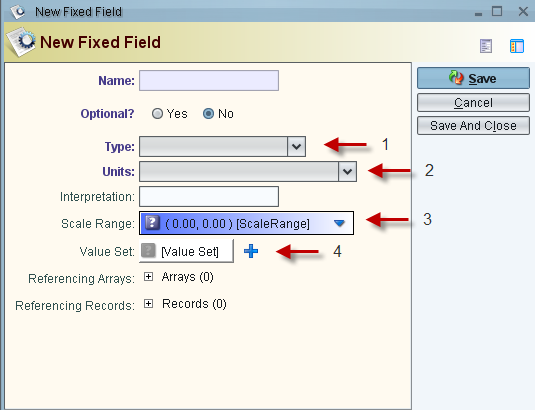 New Fixed Field
New Fixed Field
Name:
Save
Optional? Yes No
Cancel
Save And Close
Type: 1
Units: 2
Interpretation:
Scale Range: ? ( 0.00, 0.00 ) [ScaleRange] 3
Value Set: ? [Value Set] 4
Referencing Arrays: Arrays (0)
Referencing Records: Records (0)